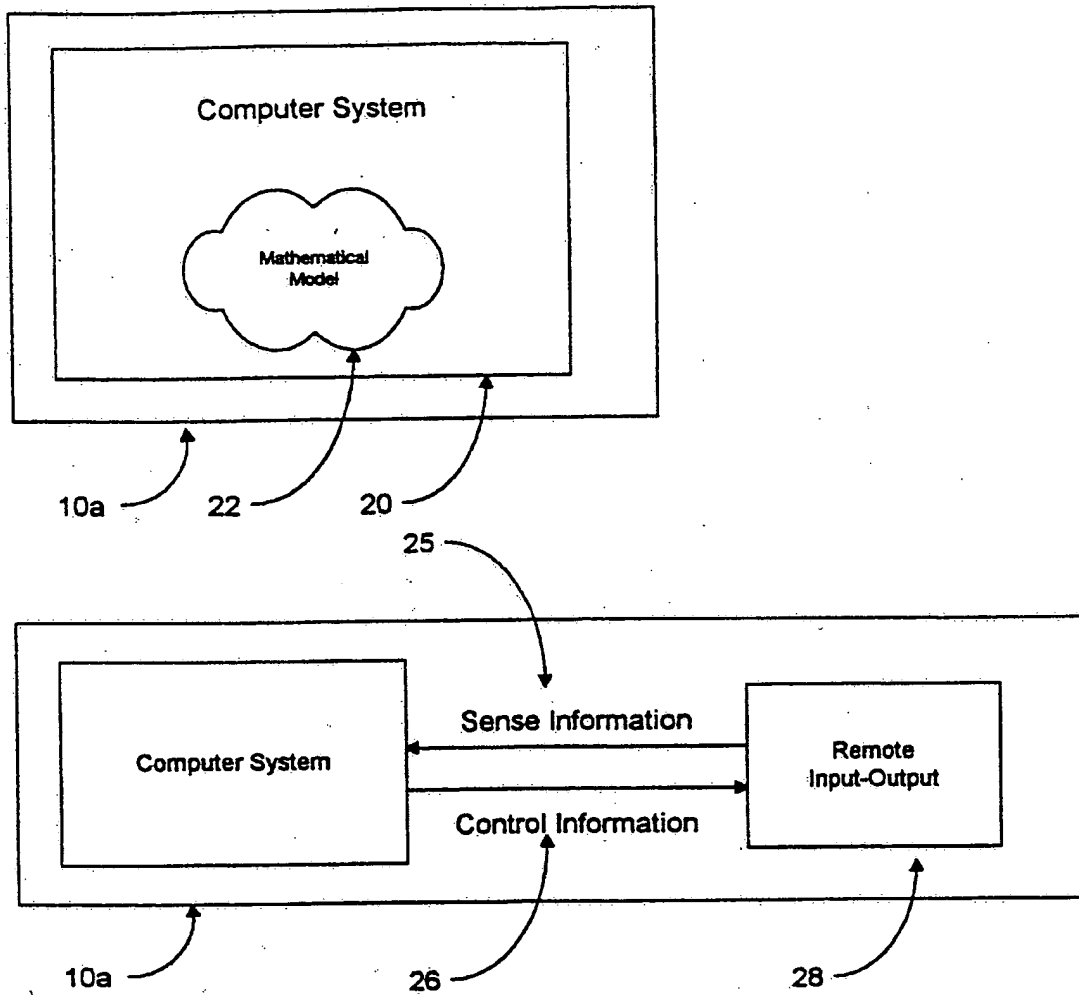 Computer System
Mathematical
Model
10a
22
20
25
Sense Information
Computer System
Remote
Input-Output
Control Information
10a
26
28